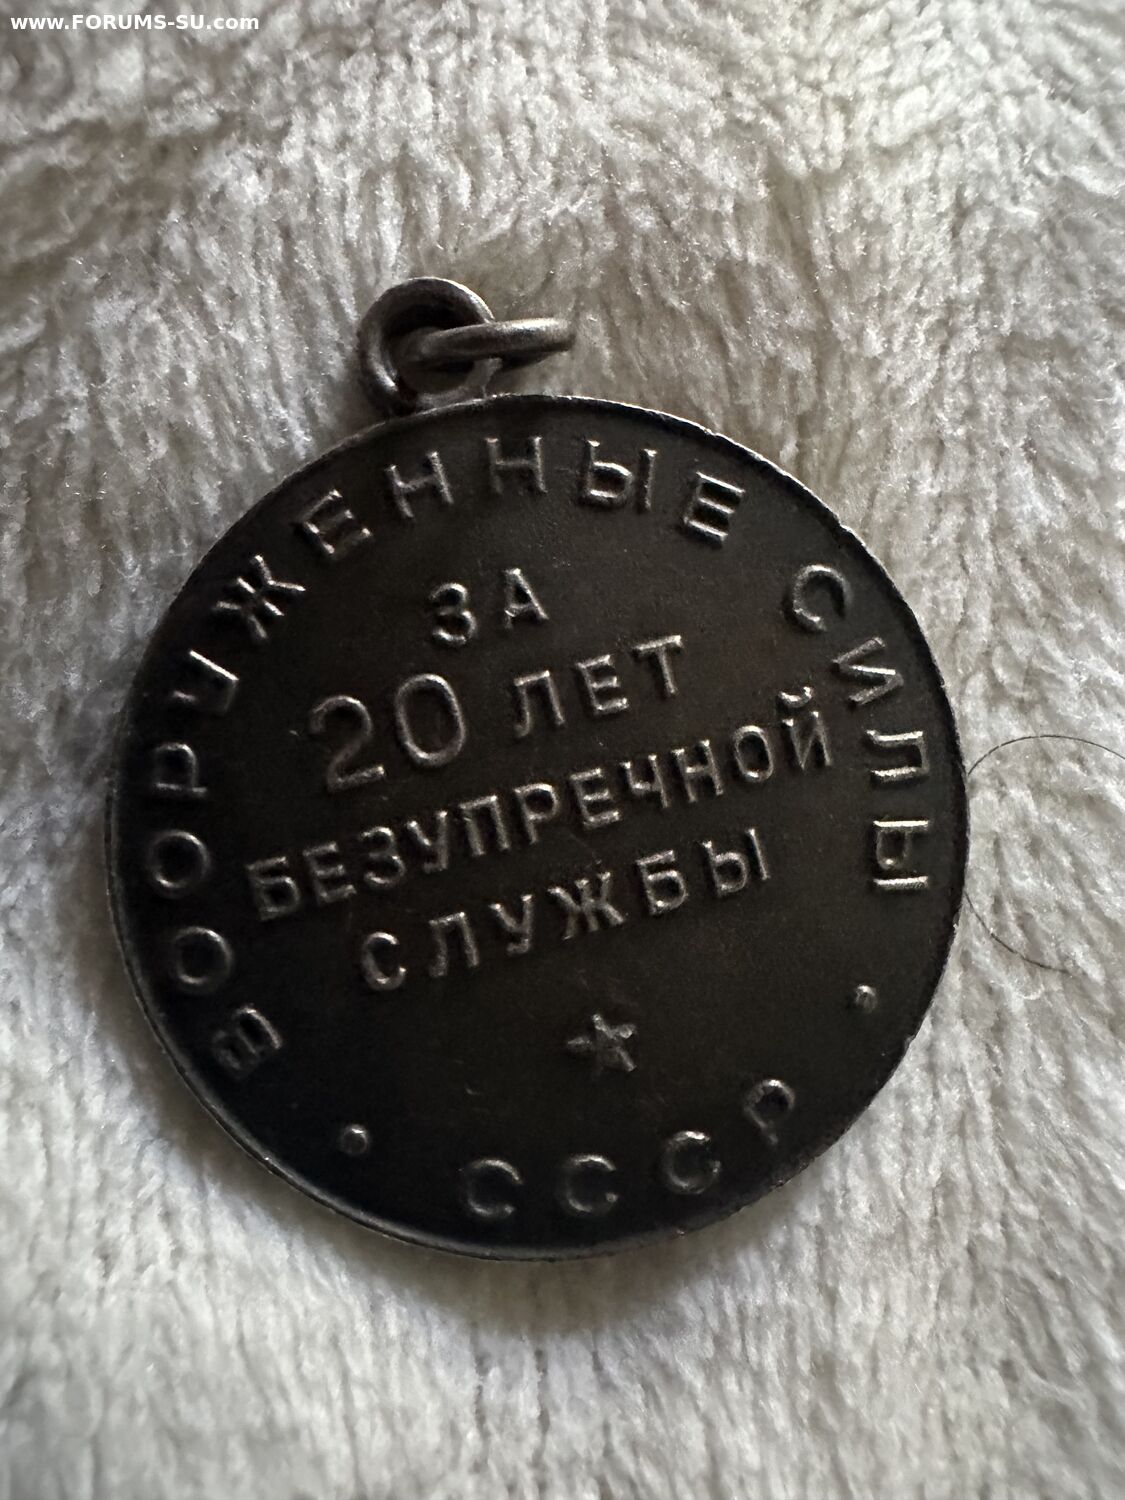 www.FORUMS-SU.com
ВООРУЖЕННЫЕ СИЛЫ
ЗА
20 ЛЕТ
БЕЗУПРЕЧНОЙ
СЛУЖБЫ
СССР